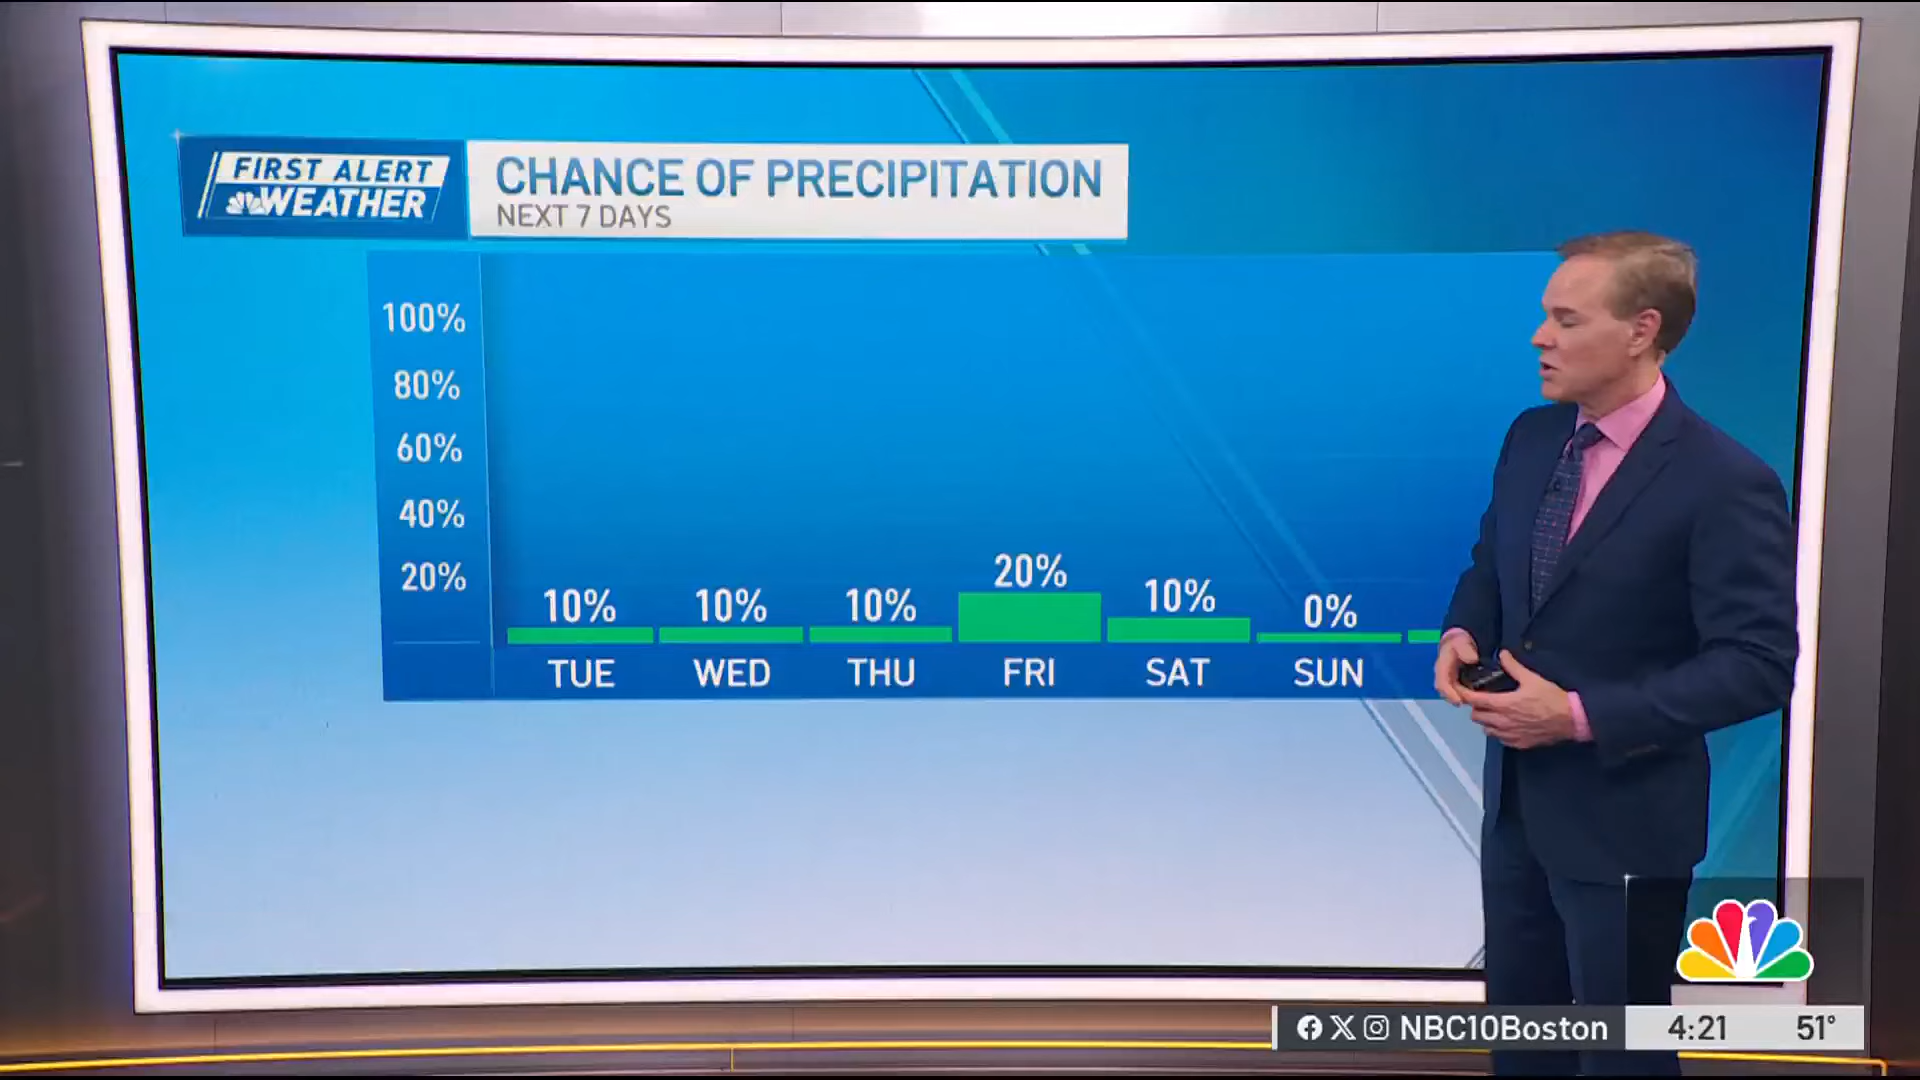 FIRST ALERT
WEATHER
CHANCE OF PRECIPITATION
NEXT 7 DAYS
100%
80%
60%
40%
20%
10%
10%
10%
20%
10%
0%
TUE
WED
THU
FRI
SAT
SUN
NBC10Boston
4:21
51°